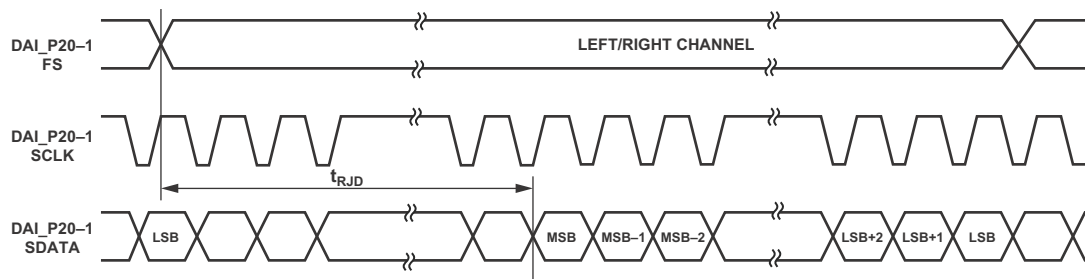 DAI_P20–1
FS
LEFT/RIGHT CHANNEL
DAI_P20–1
SCLK
tRJD
DAI_P20–1
SDATA
LSB
MSB
MSB–1
MSB–2
LSB+2
LSB+1
LSB